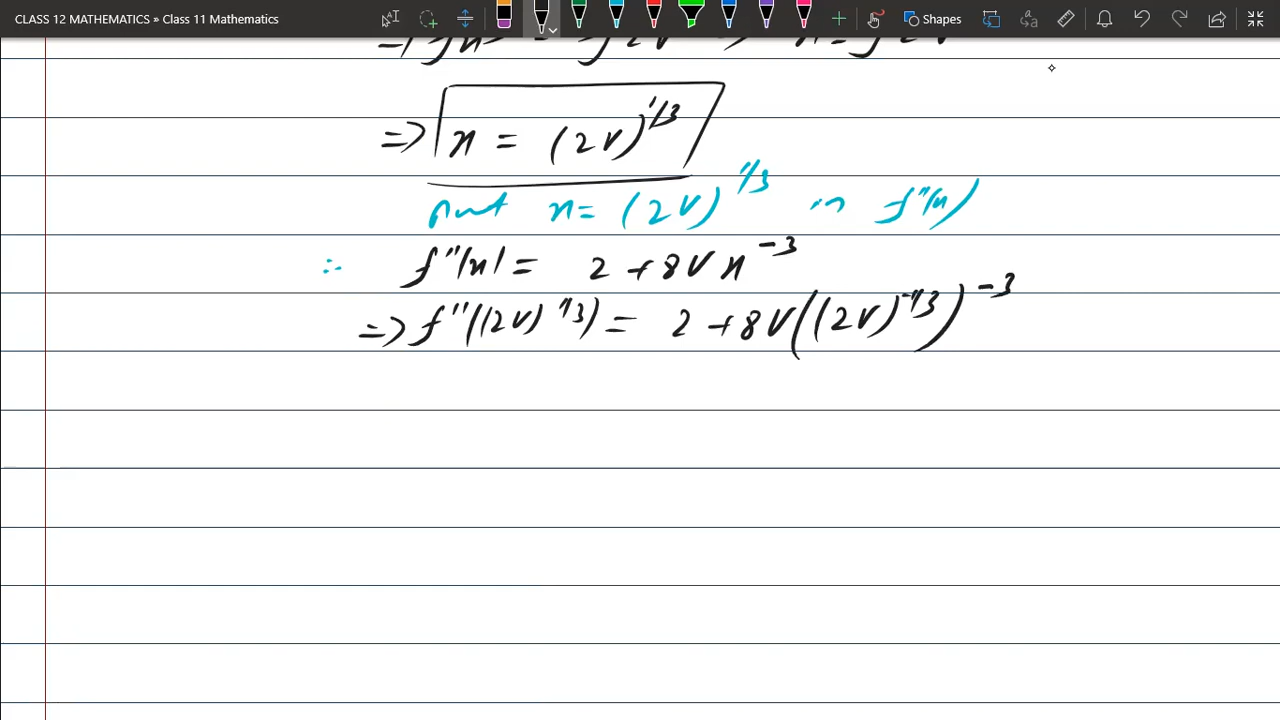 CLASS 12 MATHEMATICS » Class 11 Mathematics Shapes
=> x = (2V)^1/3
put x = (2V)^1/3 in f''(x)
∴ f''(x) = 2 + 8Vx^-3
=> f''((2V)^1/3) = 2 + 8V((2V)^1/3)^-3